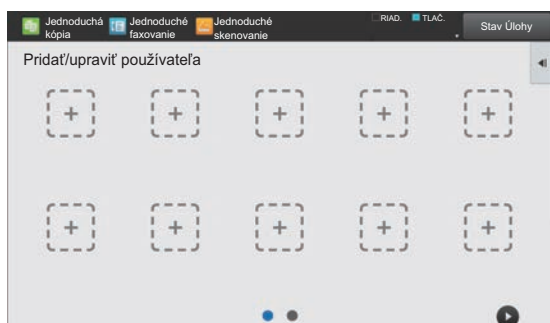 Jednoduchá kópia
Jednoduché faxovanie
Jednoduché skenovanie
RIAD.
TLAČ.
Stav Úlohy
Pridať/upraviť používateľa